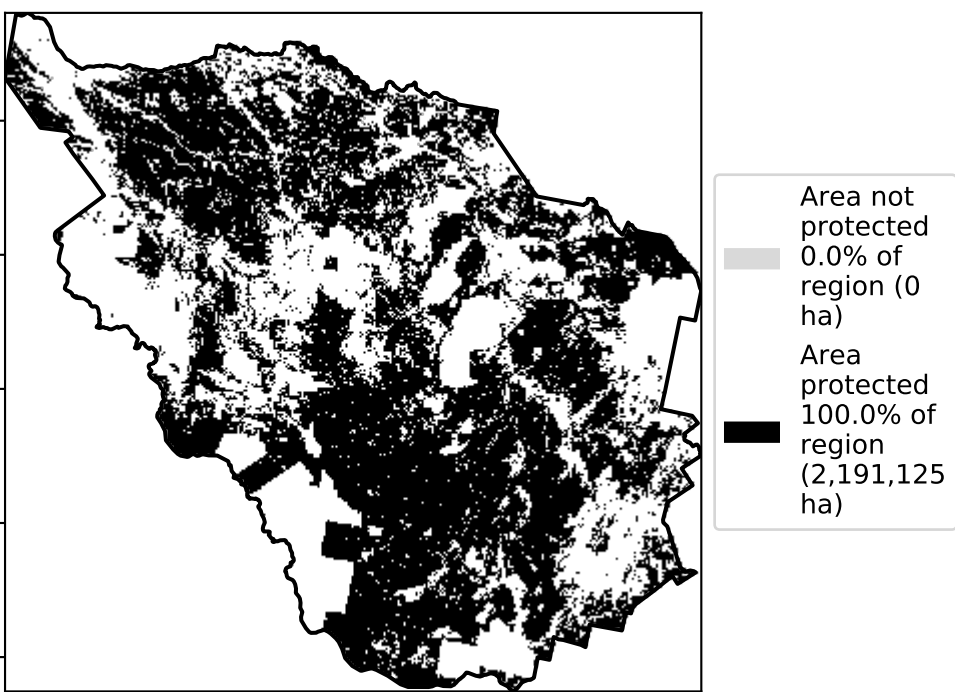 Area not
protected
0.0% of
region (0
ha)
Area
protected
100.0% of
region
(2,191,125
ha)